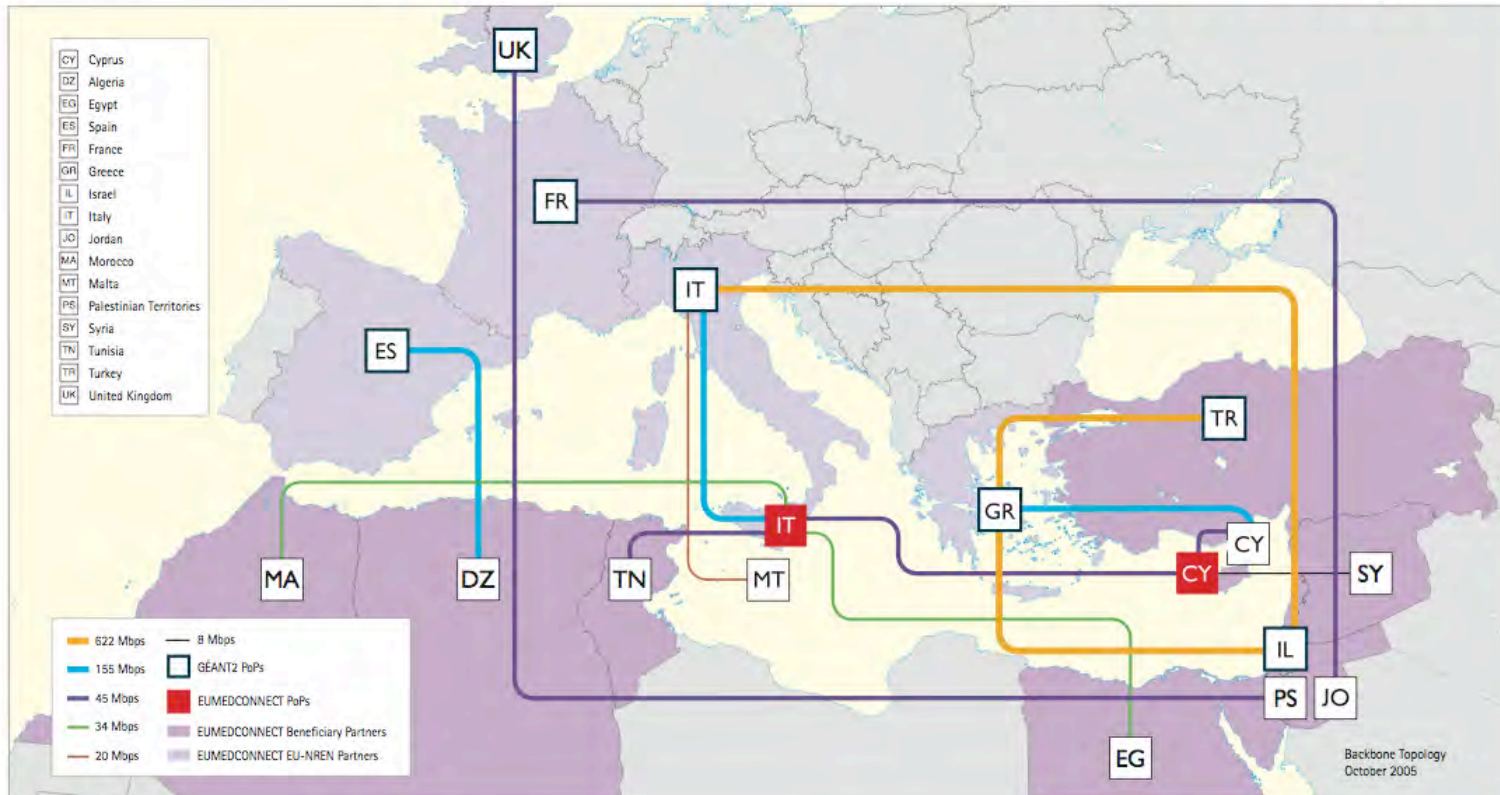 CY Cyprus
DZ Algeria
EG Egypt
ES Spain
FR France
GR Greece
IL Israel
IT Italy
JO Jordan
MA Morocco
MT Malta
PS Palestinian Territories
SY Syria
TN Tunisia
TR Turkey
UK United Kingdom
UK
FR
IT
ES
TR
GR
IT
CY
MA
DZ
TN
MT
CY
SY
IL
PS
JO
EG
622 Mbps
155 Mbps
45 Mbps
34 Mbps
20 Mbps
8 Mbps
GÉANT2 PoPs
EUMEDCONNECT PoPs
EUMEDCONNECT Beneficiary Partners
EUMEDCONNECT EU-NREN Partners
Backbone Topology
October 2005